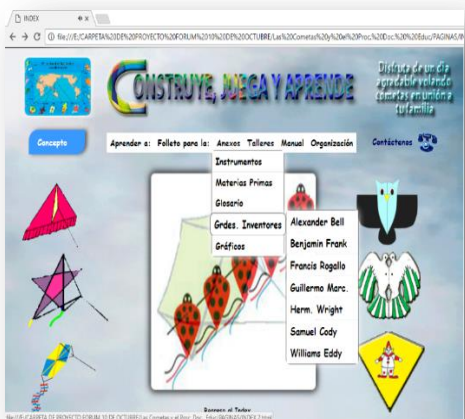 INDEX
file:///E:/CARPETA%20DE%20PROYECTO%20FORUM%2010%20DE%20OCTUBRE/Las%20Cometas%20y%20el%20Proc.%20Doc.%20%20Educ/PAGINAS/IN
CONSTRUYE, JUEGA Y APRENDE
Disfruta de un dia
agradable volando
cometas en unión a
tu familia
Concepto
Aprender a: Folleto para la: Anexos Talleres Manual Organización
Contáctenos
Instrumentos
Materias Primas
Glosario
Grdes. Inventores
Gráficos
Alexander Bell
Benjamin Frank
Francis Rogallo
Guillermo Marc.
Herm. Wright
Samuel Cody
Williams Eddy